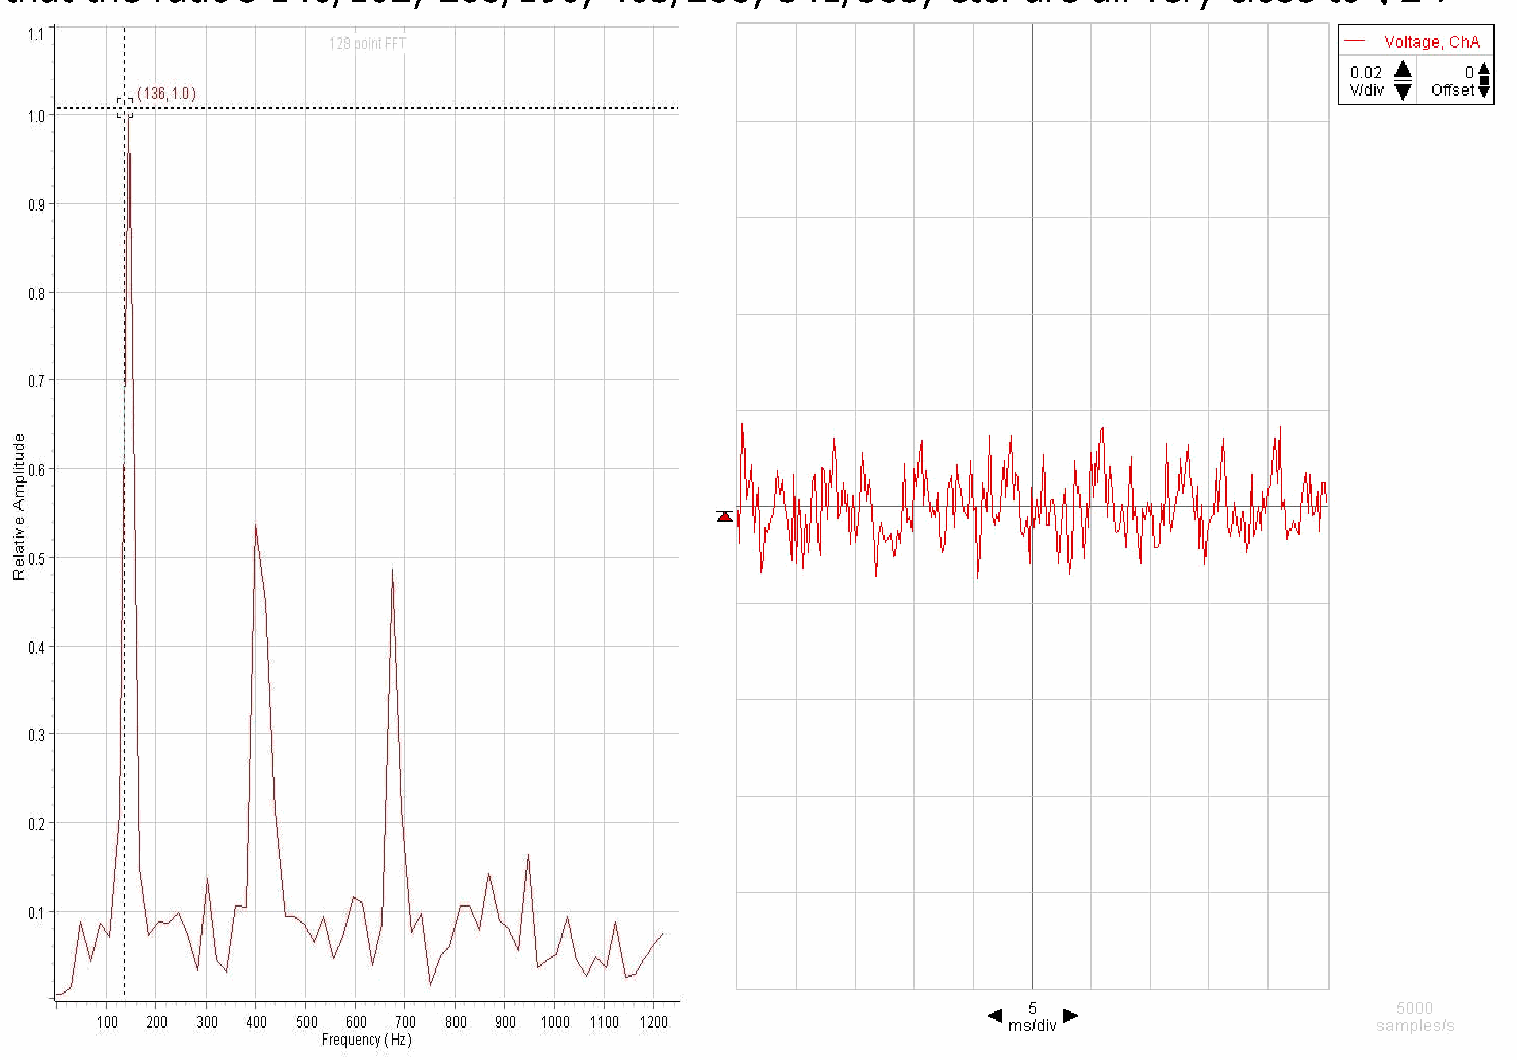 128 point FFT
(136,1.0)
1.1
1.0
0.9
0.8
0.7
0.6
0.5
0.4
0.3
0.2
0.1
Relative Amplitude
100 200 300 400 500 600 700 800 900 1000 1100 1200
Frequency (Hz)
Voltage, ChA
0.02 0
V/div Offset
5
ms/div
5000
samples/s